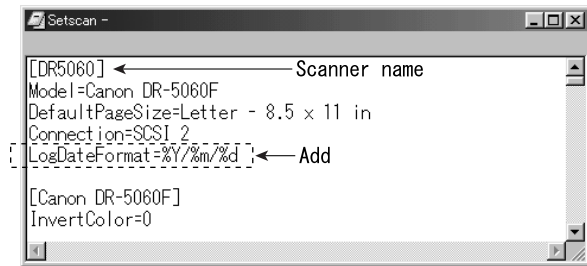 Setscan -
[DR5060] Scanner name
Model=Canon DR-5060F
DefaultPageSize=Letter - 8.5 x 11 in
Connection=SCSI 2
LogDateFormat=%Y/%m/%d Add
[Canon DR-5060F]
InvertColor=0